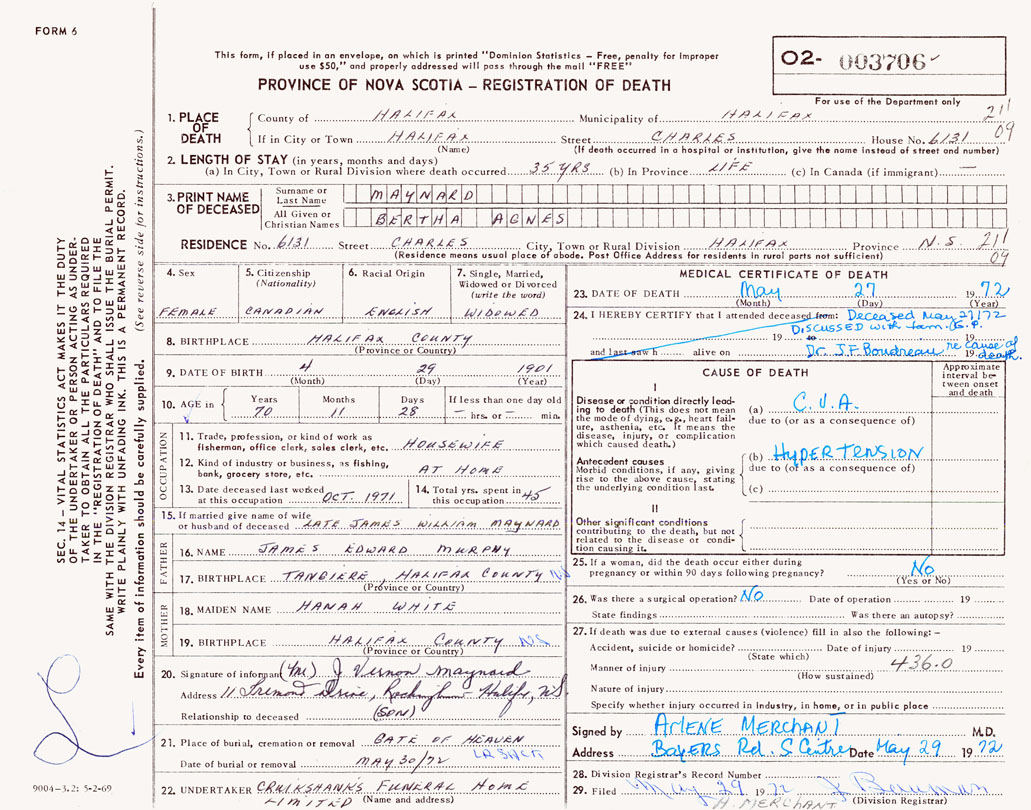 FORM 6
This form, if placed in an envelope, on which is printed "Dominion Statistics – Free, penalty for improper
use $50," and properly addressed will pass through the mail "FREE"
PROVINCE OF NOVA SCOTIA – REGISTRATION OF DEATH
02- 003706
For use of the Department only
211
09
1. PLACE OF DEATH
County of HALIFAX Municipality of HALIFAX
If in City or Town HALIFAX Street CHARLES House No. 6131
(Name) (If death occurred in a hospital or institution, give the name instead of street and number)
2. LENGTH OF STAY (in years, months and days)
(a) In City, Town or Rural Division where death occurred 35 YRS (b) In Province LIFE (c) In Canada (if immigrant) —
3. PRINT NAME OF DECEASED
Surname or Last Name MAYNARD
All Given or Christian Names BERTHA AGNES
RESIDENCE No. 6131 Street CHARLES City, Town or Rural Division HALIFAX Province N.S. 211
(Residence means usual place of abode. Post Office Address for residents in rural parts not sufficient) 09
4. Sex
FEMALE
5. Citizenship
(Nationality)
CANADIAN
6. Racial Origin
ENGLISH
7. Single, Married,
Widowed or Divorced
(write the word)
WIDOWED
8. BIRTHPLACE HALIFAX COUNTY
(Province or Country)
9. DATE OF BIRTH 4 29 1901
(Month) (Day) (Year)
10. AGE in Years Months Days If less than one day old
70 11 28 — hrs. or — min.
OCCUPATION
11. Trade, profession, or kind of work as
fisherman, office clerk, sales clerk, etc. HOUSEWIFE
12. Kind of industry or business, as fishing,
bank, grocery store, etc. AT HOME
13. Date deceased last worked
at this occupation OCT. 1971
14. Total yrs. spent in
this occupation 45
15. If married give name of wife
or husband of deceased LATE JAMES WILLIAM MAYNARD
FATHER
16. NAME JAMES EDWARD MURPHY
17. BIRTHPLACE TANGIERE, HALIFAX COUNTY NS
(Province or Country)
MOTHER
18. MAIDEN NAME HANAH WHITE
19. BIRTHPLACE HALIFAX COUNTY N.S.
(Province or Country)
20. Signature of informant (Mr.) J. Vernon Maynard
Address 11 Tremont Drive, Rockingham Halifax, N.S.
Relationship to deceased (SON)
21. Place of burial, cremation or removal GATE OF HEAVEN
Date of burial or removal MAY 30/72
22. UNDERTAKER CRUIKSHANKS FUNERAL HOME
LIMITED (Name and address)
MEDICAL CERTIFICATE OF DEATH
23. DATE OF DEATH May 27 1972
(Month) (Day) (Year)
24. I HEREBY CERTIFY that I attended deceased from: Deceased May 27/72
19 to Discussed with fam. G.P.
and last saw h alive on Dr. J.F. Boudreau 19 re cause of death.
CAUSE OF DEATH
Approximate
interval be-
tween onset
and death
I
Disease or condition directly lead-
ing to death (This does not mean
the mode of dying, e.g., heart fail-
ure, asthenia, etc. It means the
disease, injury, or complication
which caused death.)
(a) C.V.A.
due to (or as a consequence of)
Antecedent causes
Morbid conditions, if any, giving
rise to the above cause, stating
the underlying condition last.
(b) HYPERTENSION
due to (or as a consequence of)
(c)
II
Other significant conditions
contributing to the death, but not
related to the disease or condi-
tion causing it.
25. If a woman, did the death occur either during
pregnancy or within 90 days following pregnancy? No
(Yes or No)
26. Was there a surgical operation? No Date of operation 19
State findings Was there an autopsy?
27. If death was due to external causes (violence) fill in also the following: –
Accident, suicide or homicide? Date of injury 19
(State which)
Manner of injury 436.0
(How sustained)
Nature of injury
Specify whether injury occurred in industry, in home, or in public place
Signed by ARLENE MERCHANT M.D.
Address Bayers Rd. S. Centre Date May 29 1972
28. Division Registrar's Record Number
29. Filed May 29 1972
H. MERCHANT (Division Registrar)
SEC. 14 – VITAL STATISTICS ACT MAKES IT THE DUTY
OF THE UNDERTAKER OR PERSON ACTING AS UNDER-
TAKER TO OBTAIN ALL THE PARTICULARS REQUIRED
IN THE "REGISTRATION OF DEATH" AND TO FILE THE
SAME WITH THE DIVISION REGISTRAR WHO SHALL ISSUE THE BURIAL PERMIT.
WRITE PLAINLY WITH UNFADING INK. THIS IS A PERMANENT RECORD.
Every item of information should be carefully supplied. (See reverse side for instructions.)
9004-3.2: 5-2-69